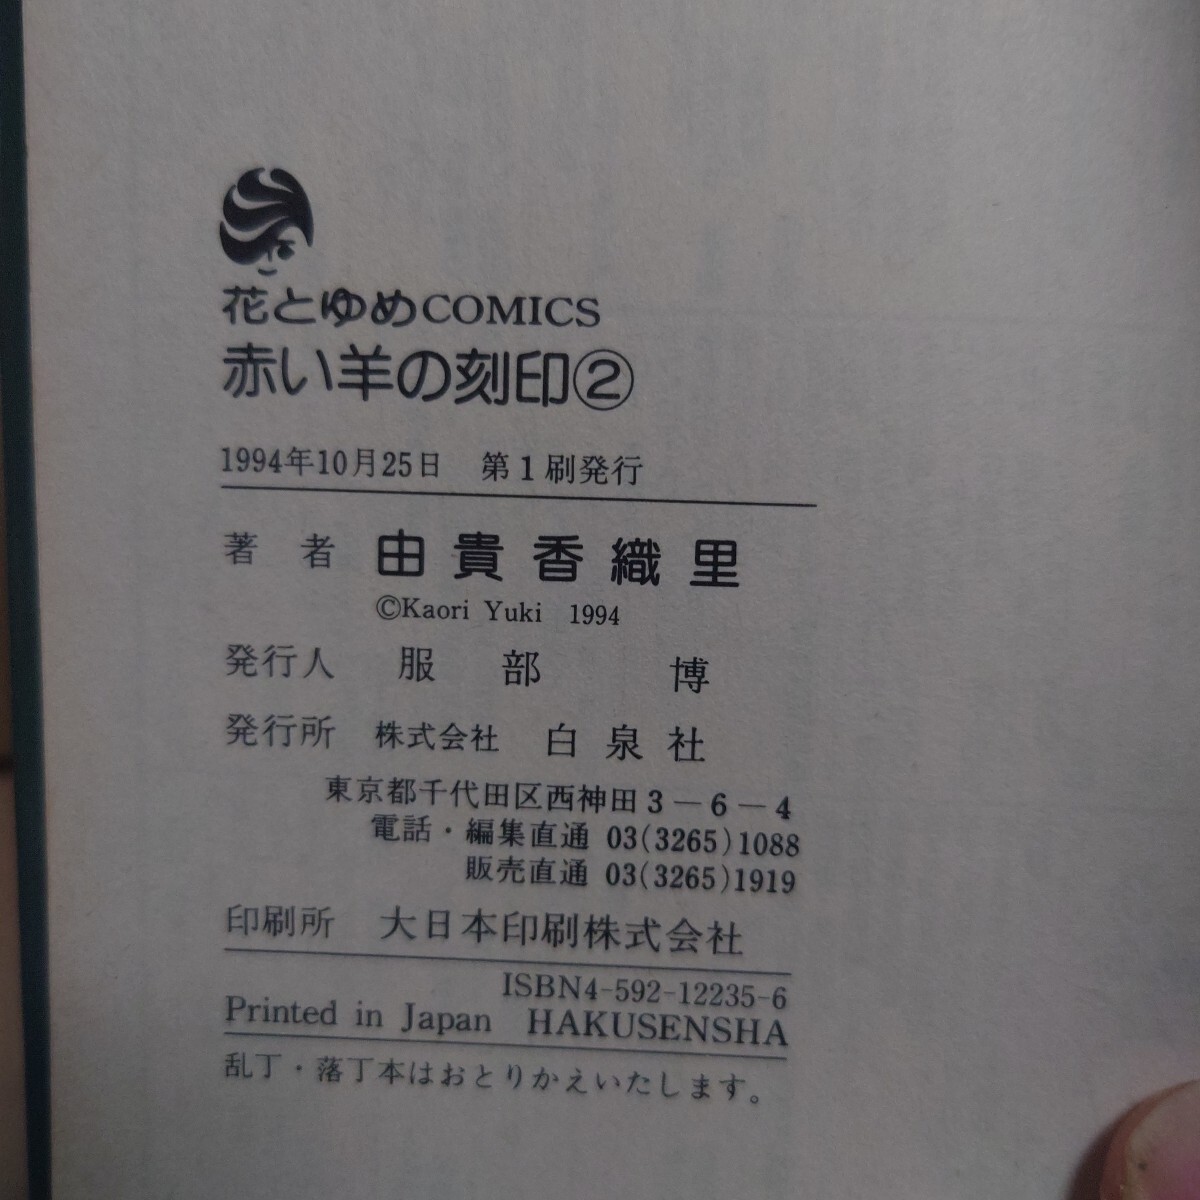 花とゆめCOMICS
赤い羊の刻印②
1994年10月25日 第1刷発行
著者 由貴香織里
©Kaori Yuki 1994
発行人 服部 博
発行所 株式会社 白泉社
東京都千代田区西神田3-6-4
電話・編集直通 03(3265)1088
販売直通 03(3265)1919
印刷所 大日本印刷株式会社
ISBN4-592-12235-6
Printed in Japan HAKUSENSHA
乱丁・落丁本はおとりかえいたします。